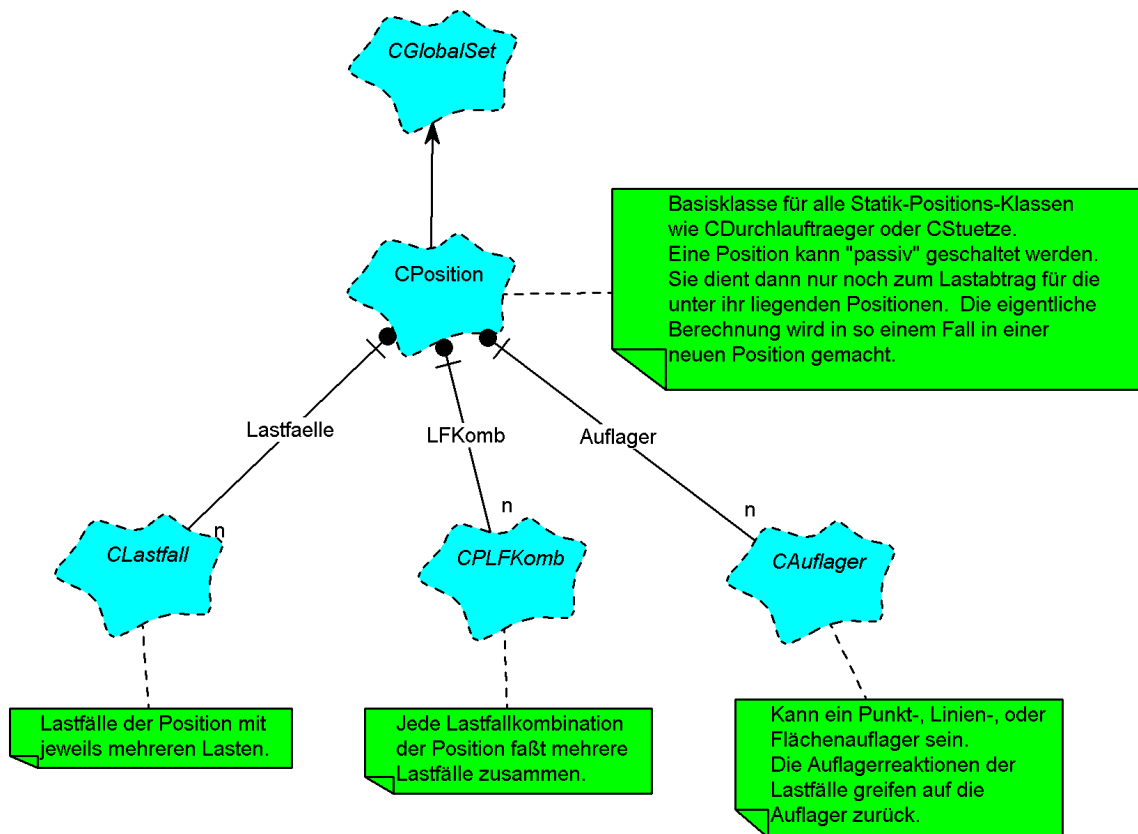 CGlobalSet
Basisklasse für alle Statik-Positions-Klassen
wie CDurchlauftraeger oder CStuetze.
Eine Position kann "passiv" geschaltet werden.
Sie dient dann nur noch zum Lastabtrag für die
unter ihr liegenden Positionen.  Die eigentliche
Berechnung wird in so einem Fall in einer
neuen Position gemacht.
CPosition
Lastfaelle
LFKomb
Auflager
n
n
n
CLastfall
CPLFKomb
CAuflager
Lastfälle der Position mit
jeweils mehreren Lasten.
Jede Lastfallkombination
der Position faßt mehrere
Lastfälle zusammen.
Kann ein Punkt-, Linien-, oder
Flächenauflager sein.
Die Auflagerreaktionen der
Lastfälle greifen auf die
Auflager zurück.